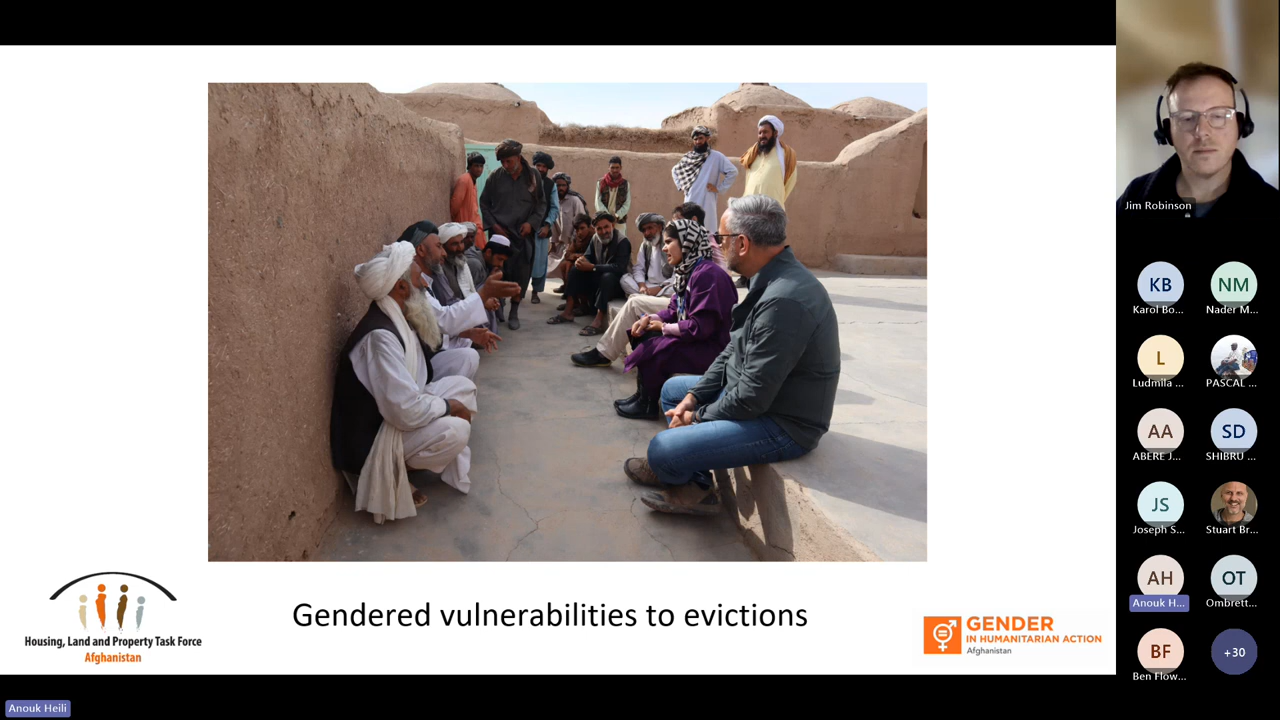 Gendered vulnerabilities to evictions
Housing, Land and Property Task Force
Afghanistan
GENDER
IN HUMANITARIAN ACTION
Afghanistan
Anouk Heili
Jim Robinson
KB
Karol Bo...
NM
Nader M...
L
Ludmila ...
PASCAL ...
AA
ABERE J...
SD
SHIBRU ...
JS
Joseph S...
Stuart Br...
AH
Anouk H...
OT
Ombrett...
BF
Ben Flow...
+30